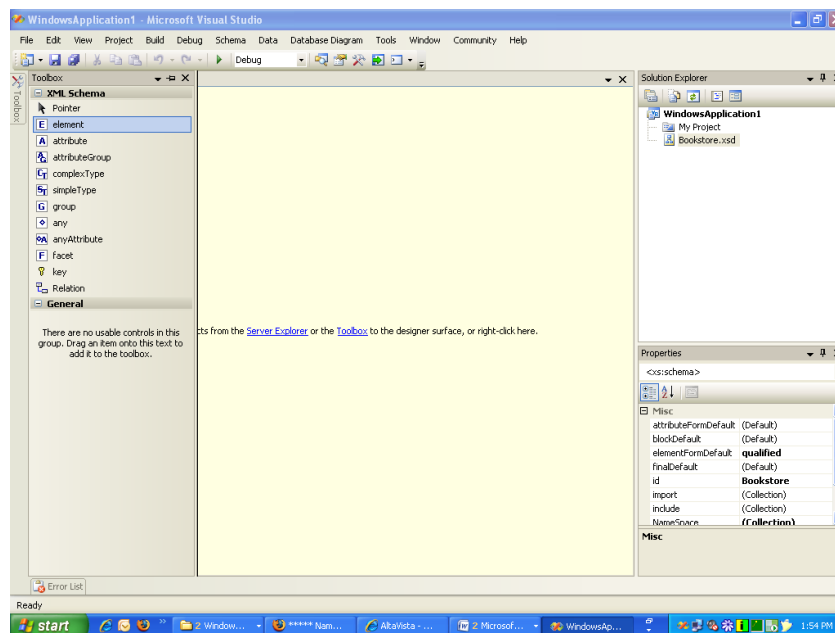 WindowsApplication1 - Microsoft Visual Studio
File Edit View Project Build Debug Schema Data Database Diagram Tools Window Community Help
Debug
Toolbox
Toolbox
XML Schema
Pointer
E element
A attribute
attributeGroup
CT complexType
ST simpleType
G group
any
anyAttribute
F facet
key
Relation
General
There are no usable controls in this
group. Drag an item onto this text to
add it to the toolbox.
cts from the Server Explorer or the Toolbox to the designer surface, or right-click here.
Solution Explorer
WindowsApplication1
My Project
Bookstore.xsd
Properties
<xs:schema>
Misc
attributeFormDefault (Default)
blockDefault (Default)
elementFormDefault qualified
finalDefault (Default)
id Bookstore
import (Collection)
include (Collection)
NameSpace (Collection)
Misc
Error List
Ready
start 2 Window... ***** Nam... AltaVista - ... 2 Microsof... WindowsAp... 1:54 PM